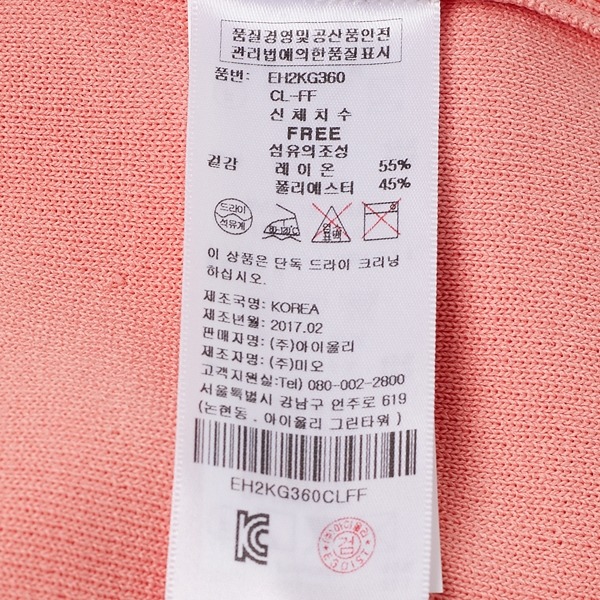 품질경영및공산품안전
관리법에의한품질표시
품번: EH2KG360
CL-FF
신체치수
FREE
섬유의조성
겉감 레이온 55%
폴리에스터 45%
드라이
석유계
이 상품은 단독 드라이 크리닝
하십시오.
제조국명: KOREA
제조년월: 2017.02
판매자명: (주)아이올리
제조자명: (주)미오
고객지원실:Tel) 080-002-2800
서울특별시 강남구 언주로 619
(논현동, 아이올리 그린타워)
EH2KG360CLFF
KC
검
EGOIST